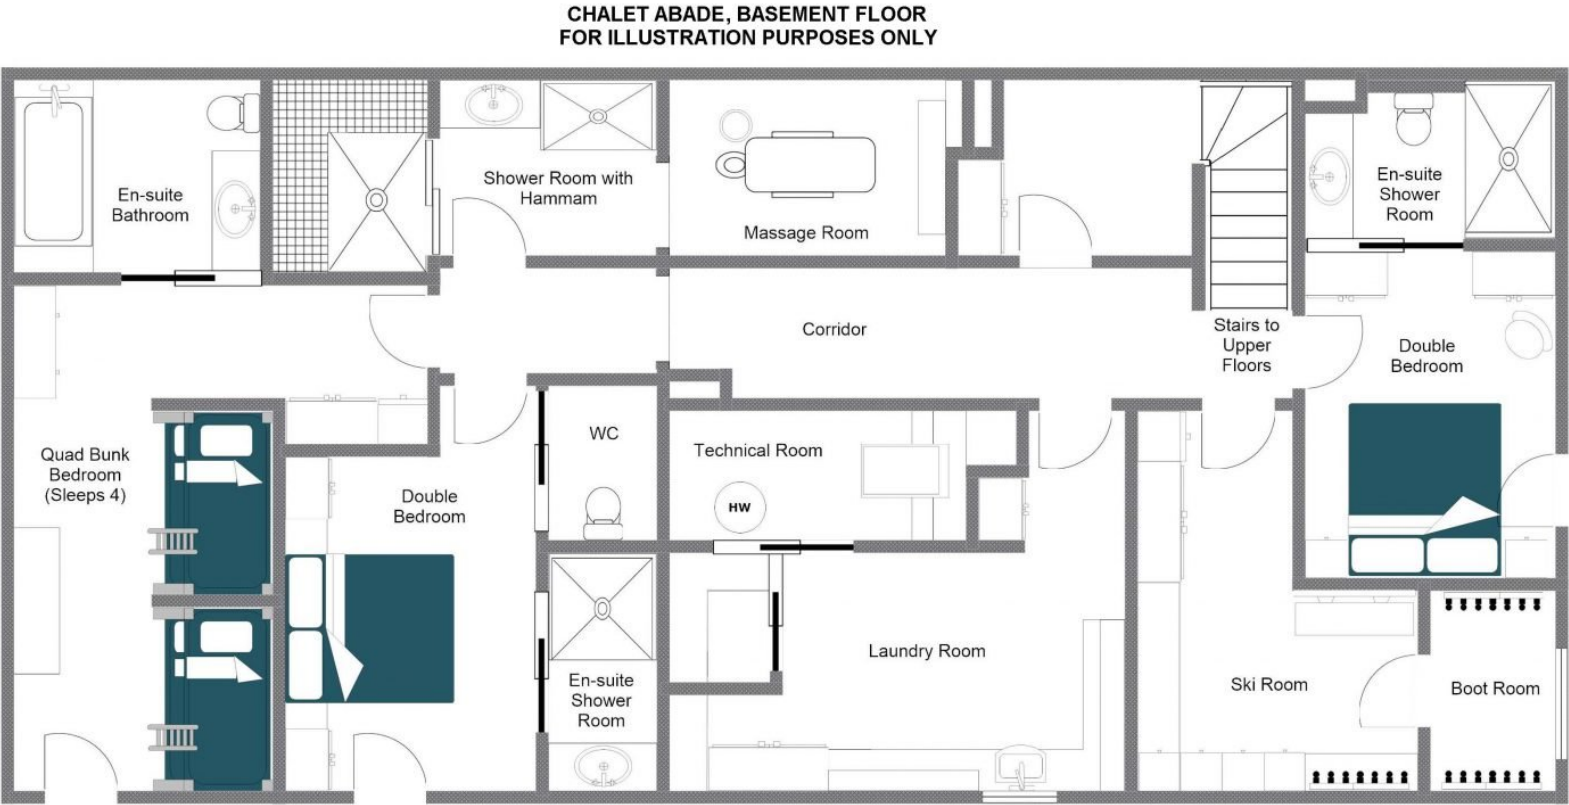 CHALET ABADE, BASEMENT FLOOR
FOR ILLUSTRATION PURPOSES ONLY
En-suite
Bathroom
Shower Room with
Hammam
Massage Room
En-suite
Shower
Room
Corridor
Stairs to
Upper
Floors
Double
Bedroom
Quad Bunk
Bedroom
(Sleeps 4)
Double
Bedroom
WC
Technical Room
HW
En-suite
Shower
Room
Laundry Room
Ski Room
Boot Room